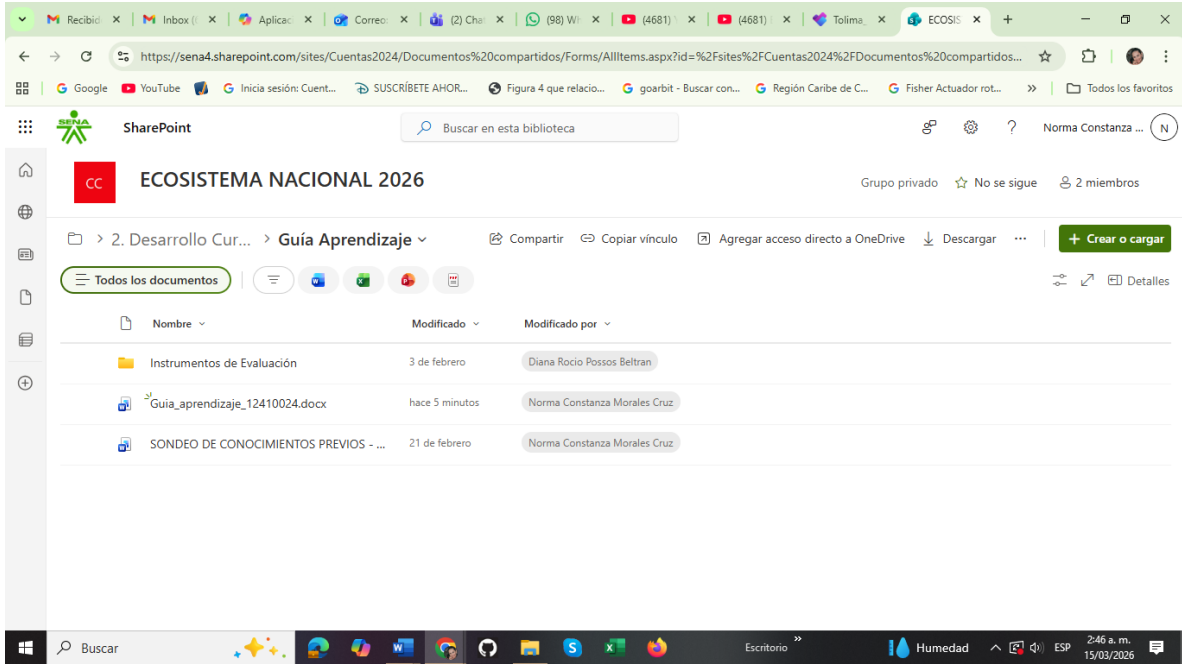 Recibid
Inbox (
Aplicac
Correo:
(2) Cha
(98) WH
(4681)
(4681)
Tolima_
ECOSIS
https://sena4.sharepoint.com/sites/Cuentas2024/Documentos%20compartidos/Forms/AllItems.aspx?id=%2Fsites%2FCuentas2024%2FDocumentos%20compartidos...
Google
YouTube
Inicia sesión: Cuent...
SUSCRÍBETE AHOR...
Figura 4 que relacio...
goarbit - Buscar con...
Región Caribe de C...
Fisher Actuador rot...
Todos los favoritos
SENA
SharePoint
Buscar en esta biblioteca
Norma Constanza ...
N
CC
ECOSISTEMA NACIONAL 2026
Grupo privado
No se sigue
2 miembros
2. Desarrollo Cur... > Guía Aprendizaje
Compartir
Copiar vínculo
Agregar acceso directo a OneDrive
Descargar
...
+ Crear o cargar
Todos los documentos
Detalles
Nombre Modificado Modificado por
Instrumentos de Evaluación 3 de febrero Diana Rocio Possos Beltran
Guia_aprendizaje_12410024.docx hace 5 minutos Norma Constanza Morales Cruz
SONDEO DE CONOCIMIENTOS PREVIOS - ... 21 de febrero Norma Constanza Morales Cruz
Buscar
Escritorio
Humedad
ESP
2:46 a. m.
15/03/2026